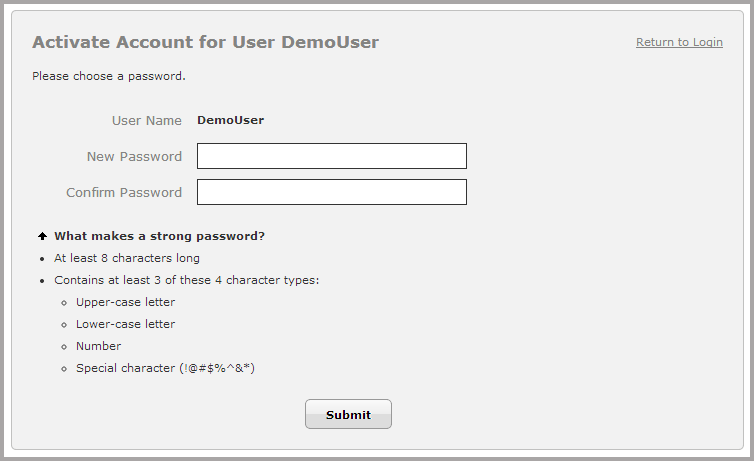 Activate Account for User DemoUser
Return to Login
Please choose a password.
User Name DemoUser
New Password
Confirm Password
What makes a strong password?
At least 8 characters long
Contains at least 3 of these 4 character types:
Upper-case letter
Lower-case letter
Number
Special character (!@#$%^&*)
Submit